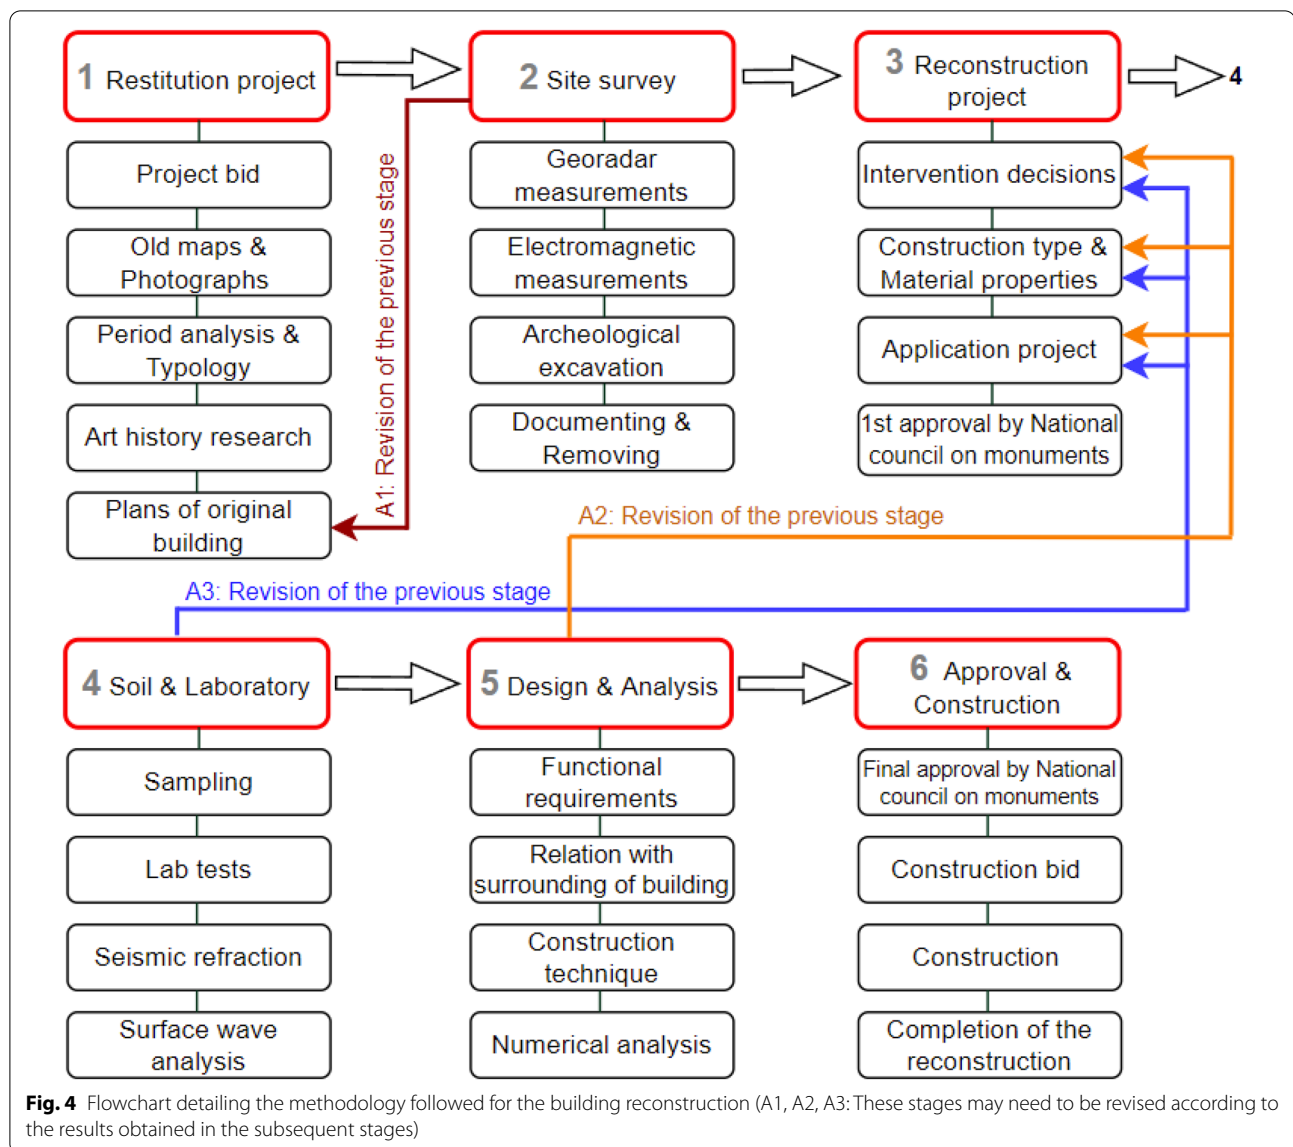 1 Restitution project
Project bid
Old maps &
Photographs
Period analysis &
Typology
Art history research
Plans of original
building
A1: Revision of the previous stage
2 Site survey
Georadar
measurements
Electromagnetic
measurements
Archeological
excavation
Documenting &
Removing
3 Reconstruction
project
4
Intervention decisions
Construction type &
Material properties
Application project
1st approval by National
council on monuments
A2: Revision of the previous stage
A3: Revision of the previous stage
4 Soil & Laboratory
Sampling
Lab tests
Seismic refraction
Surface wave
analysis
5 Design & Analysis
Functional
requirements
Relation with
surrounding of building
Construction
technique
Numerical analysis
6 Approval &
Construction
Final approval by National
council on monuments
Construction bid
Construction
Completion of the
reconstruction
Fig. 4 Flowchart detailing the methodology followed for the building reconstruction (A1, A2, A3: These stages may need to be revised according to
the results obtained in the subsequent stages)